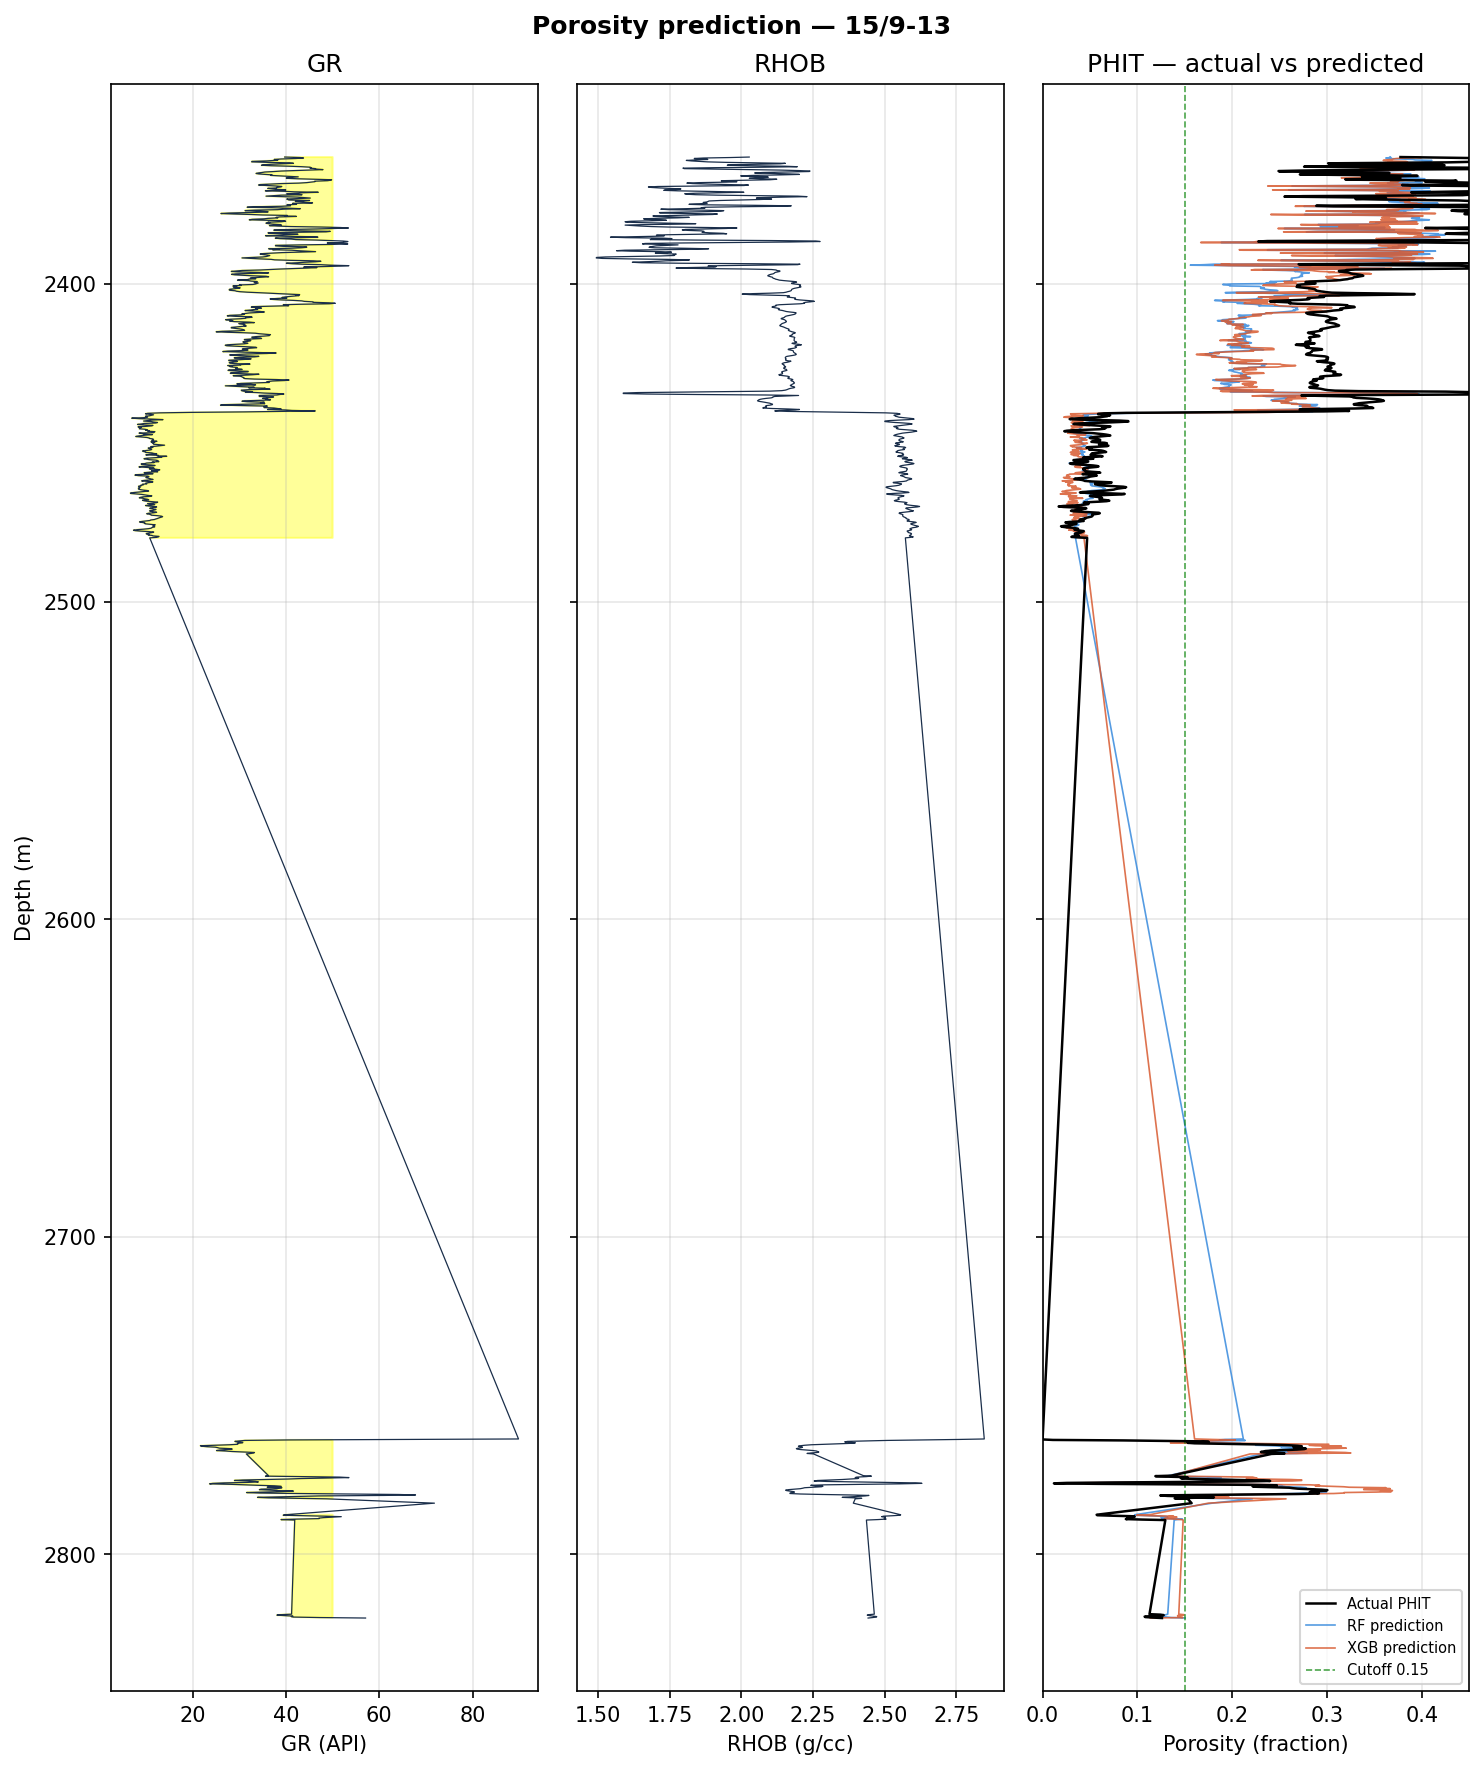 Porosity prediction — 15/9-13
GR
RHOB
PHIT — actual vs predicted
2400
2500
2600
2700
2800
Depth (m)
20 40 60 80
1.50 1.75 2.00 2.25 2.50 2.75
0.0 0.1 0.2 0.3 0.4
GR (API)
RHOB (g/cc)
Porosity (fraction)
Actual PHIT
RF prediction
XGB prediction
Cutoff 0.15